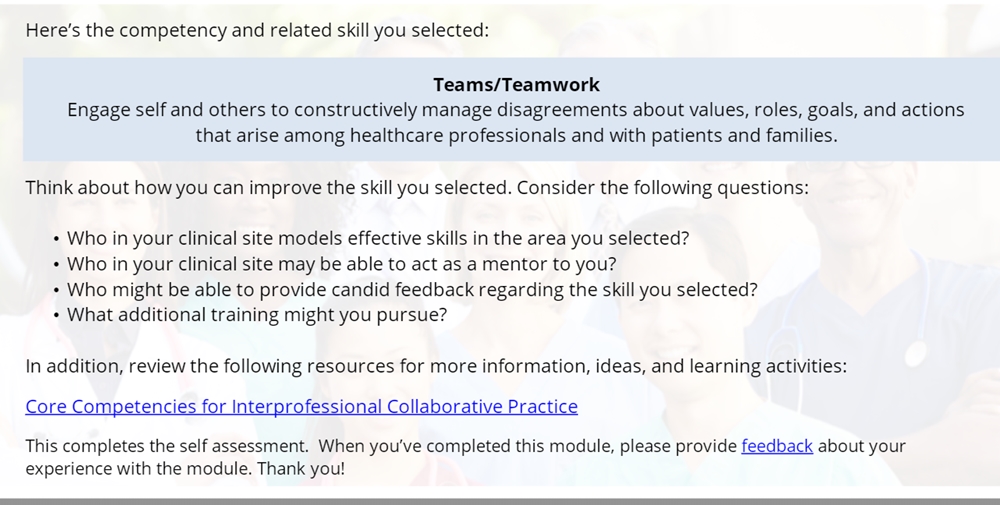 Here’s the competency and related skill you selected:
Teams/Teamwork
Engage self and others to constructively manage disagreements about values, roles, goals, and actions
that arise among healthcare professionals and with patients and families.
Think about how you can improve the skill you selected. Consider the following questions:
• Who in your clinical site models effective skills in the area you selected?
• Who in your clinical site may be able to act as a mentor to you?
• Who might be able to provide candid feedback regarding the skill you selected?
• What additional training might you pursue?
In addition, review the following resources for more information, ideas, and learning activities:
Core Competencies for Interprofessional Collaborative Practice
This completes the self assessment.  When you’ve completed this module, please provide feedback about your
experience with the module. Thank you!